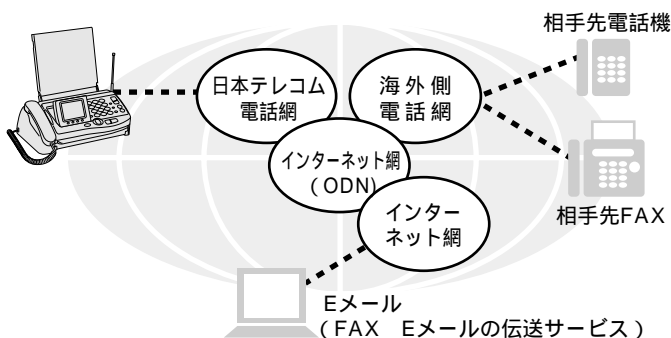 相手先電話機
日本テレコム
電話網
海外側
電話網
インターネット網
(ODN)
インター
ネット網
相手先FAX
Eメール
(FAX Eメールの伝送サービス)